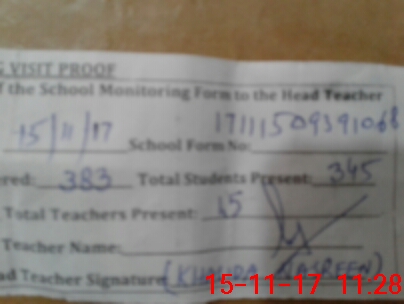 G VISIT PROOF
f the School Monitoring Form to the Head Teacher
15/11/17 School Form No: 171111509391068
ered: 383 Total Students Present: 345
Total Teachers Present: 15
Teacher Name:
ad Teacher Signature (KHALIDA NASREEN)
15-11-17 11:28